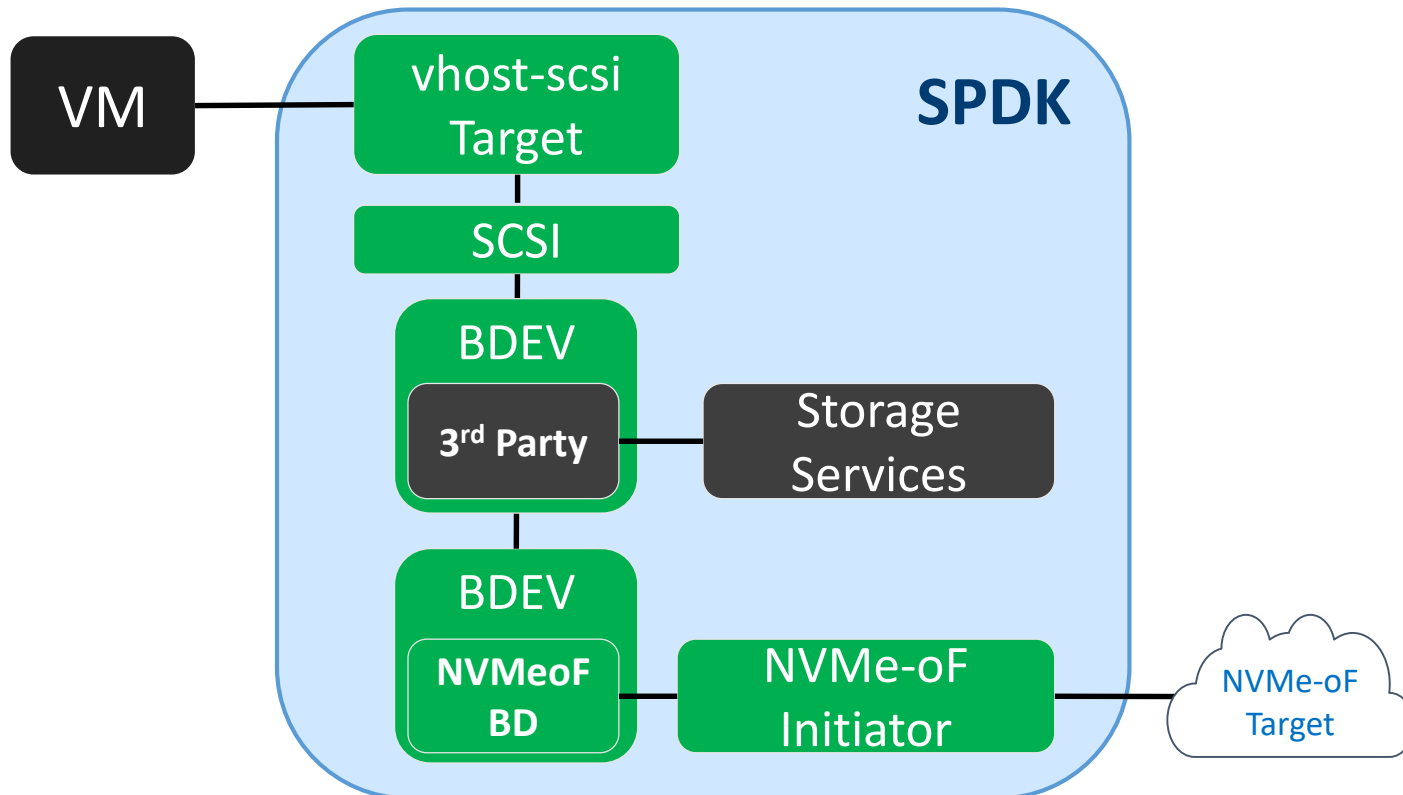 VM
vhost-scsi
Target
SPDK
SCSI
BDEV
3rd Party
Storage
Services
BDEV
NVMeoF
BD
NVMe-oF
Initiator
NVMe-oF
Target